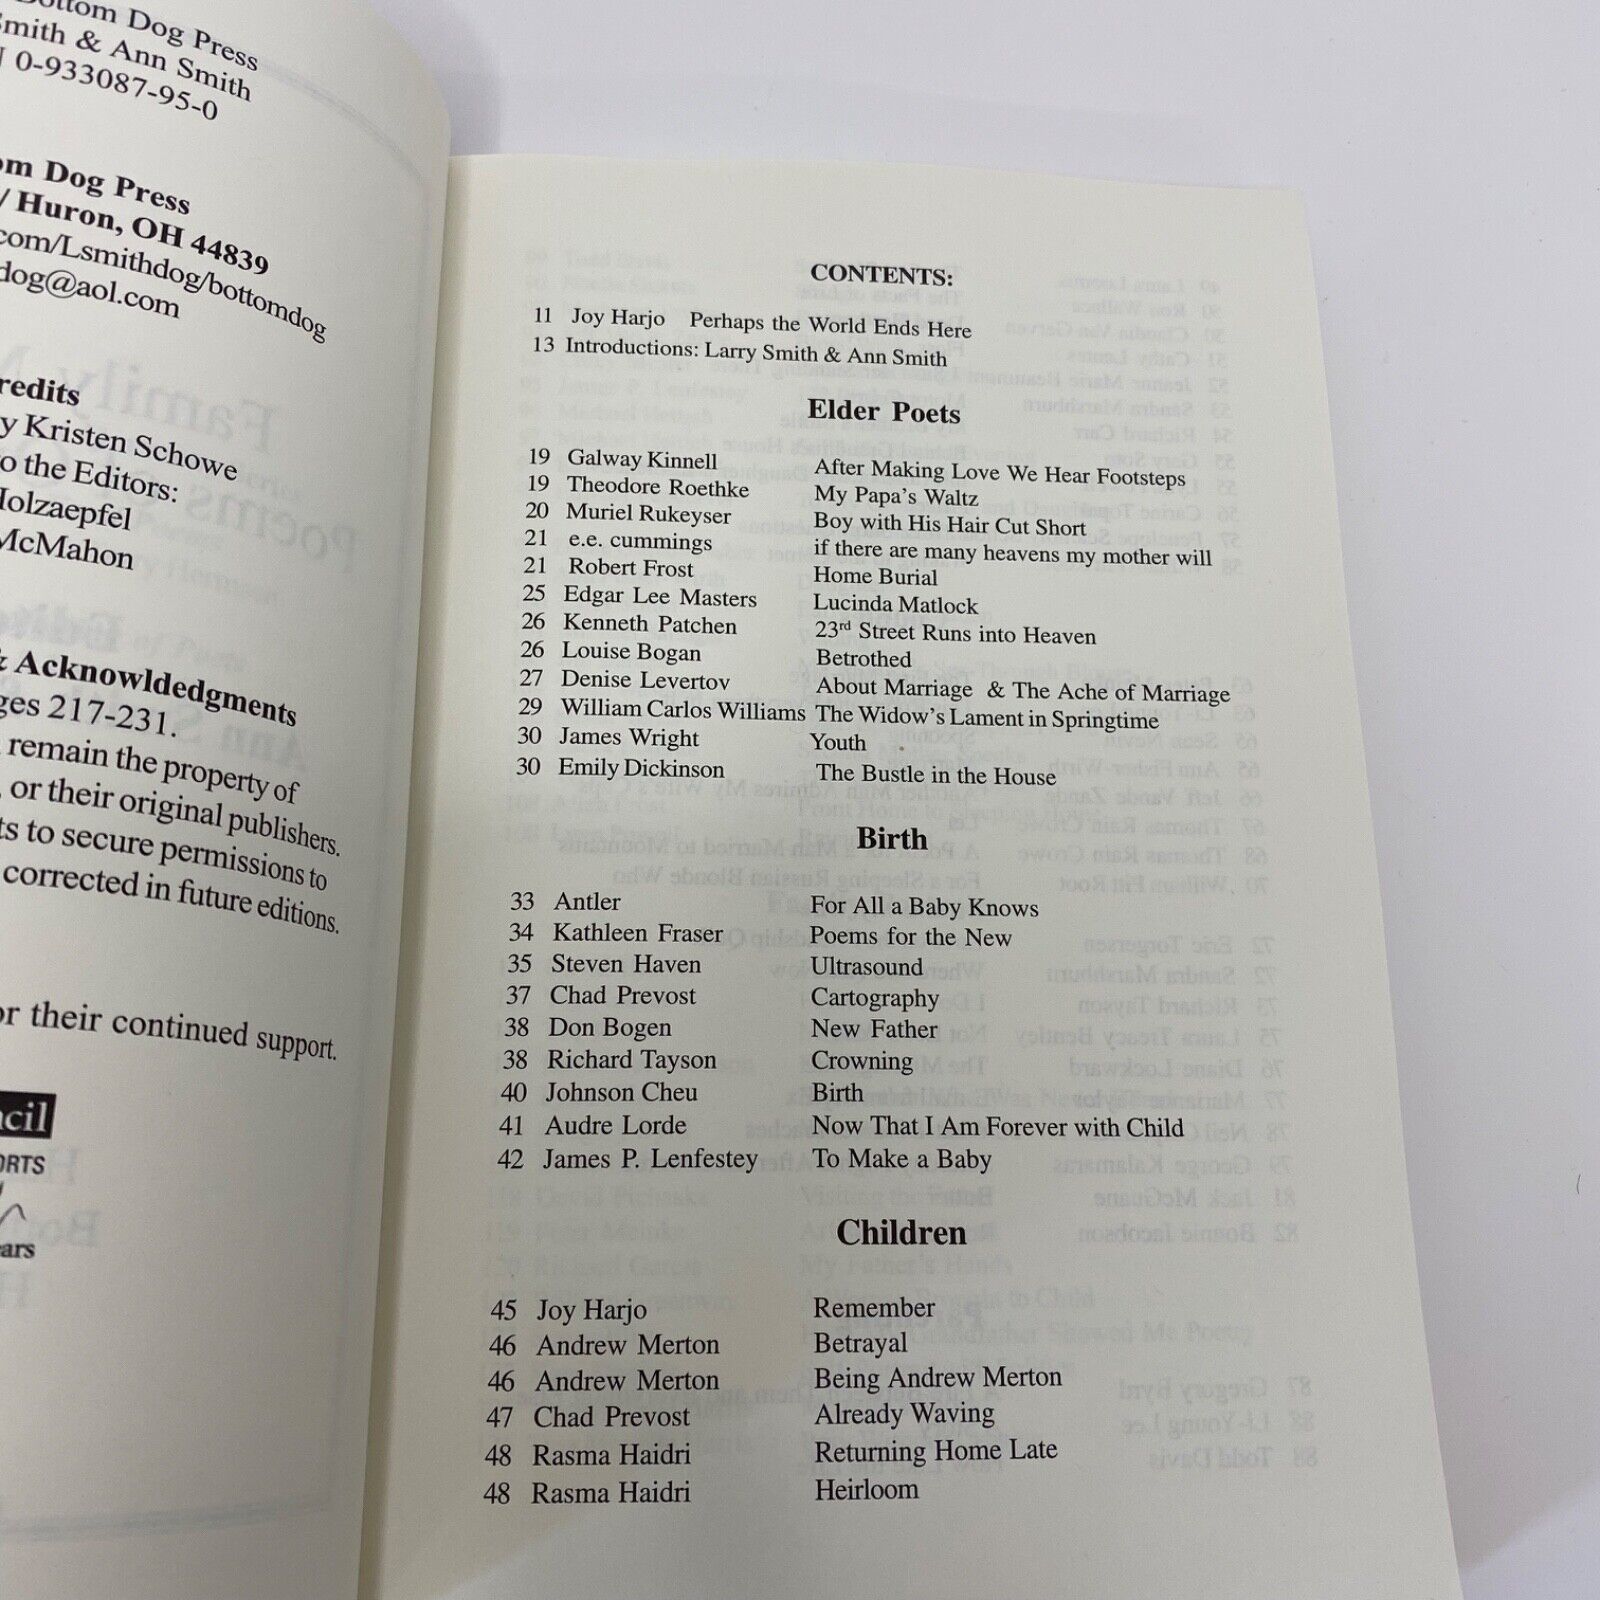 Bottom Dog Press
Smith & Ann Smith
0-933087-95-0
Dog Press
/ Huron, OH 44839
com/Lsmithdog/bottomdog
dog@aol.com
Kristen Schowe
to the Editors:
Holzaepfel
McMahon
& Acknowldedgments
217-231.
remain the property of
, or their original publishers.
to secure permissions to
corrected in future editions.
their continued support.
CONTENTS:
11 Joy Harjo Perhaps the World Ends Here
13 Introductions: Larry Smith & Ann Smith
Elder Poets
19 Galway Kinnell After Making Love We Hear Footsteps
19 Theodore Roethke My Papa's Waltz
20 Muriel Rukeyser Boy with His Hair Cut Short
21 e.e. cummings if there are many heavens my mother will
21 Robert Frost Home Burial
25 Edgar Lee Masters Lucinda Matlock
26 Kenneth Patchen 23rd Street Runs into Heaven
26 Louise Bogan Betrothed
27 Denise Levertov About Marriage & The Ache of Marriage
29 William Carlos Williams The Widow's Lament in Springtime
30 James Wright Youth
30 Emily Dickinson The Bustle in the House
Birth
33 Antler For All a Baby Knows
34 Kathleen Fraser Poems for the New
35 Steven Haven Ultrasound
37 Chad Prevost Cartography
38 Don Bogen New Father
38 Richard Tayson Crowning
40 Johnson Cheu Birth
41 Audre Lorde Now That I Am Forever with Child
42 James P. Lenfestey To Make a Baby
Children
45 Joy Harjo Remember
46 Andrew Merton Betrayal
46 Andrew Merton Being Andrew Merton
47 Chad Prevost Already Waving
48 Rasma Haidri Returning Home Late
48 Rasma Haidri Heirloom